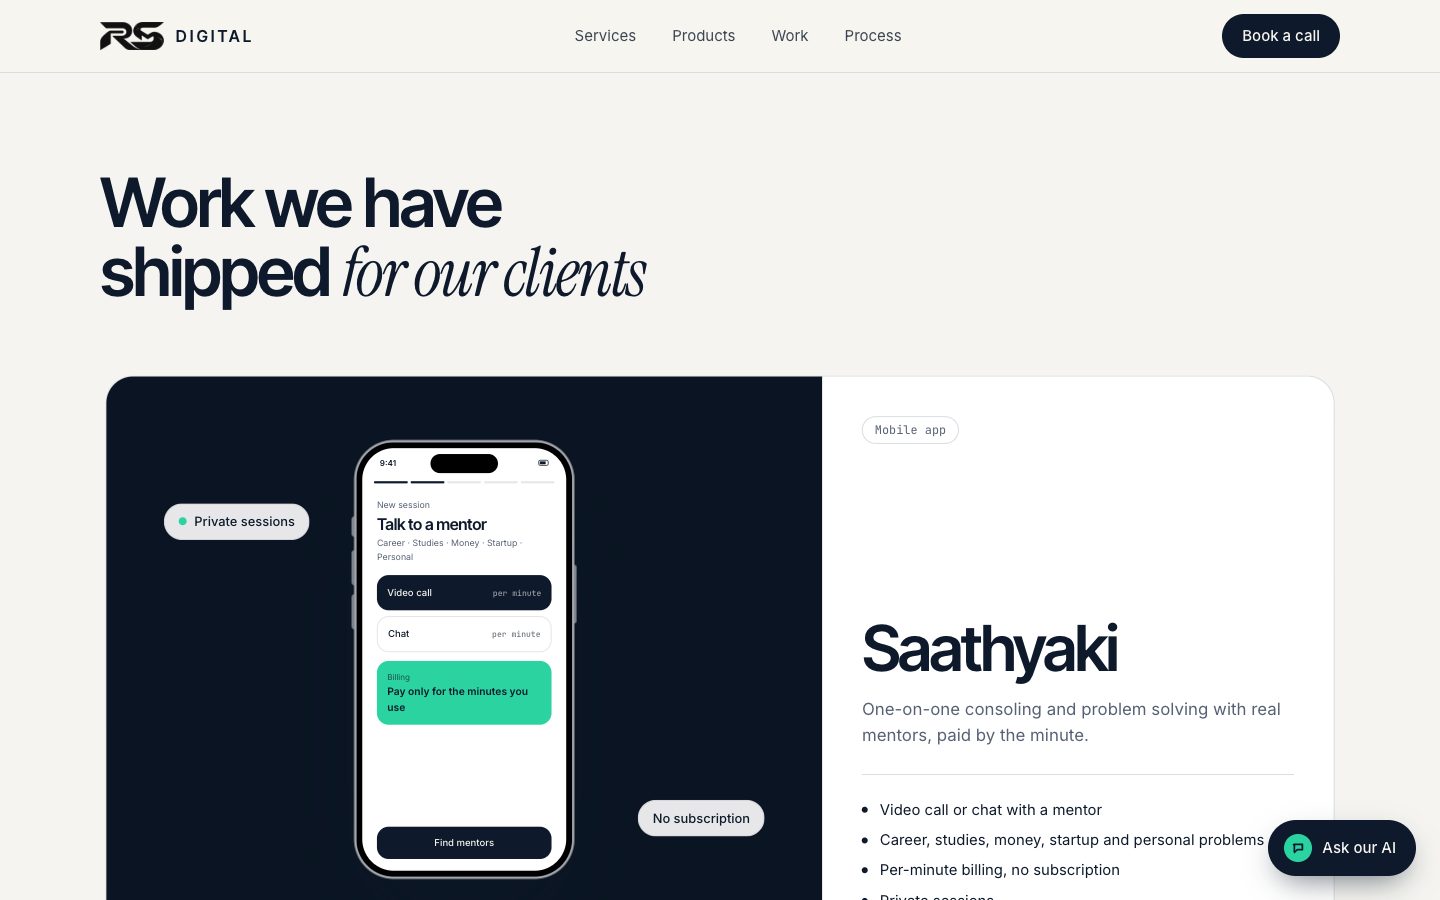 RS DIGITAL
Services
Products
Work
Process
Book a call
Work we have
shipped for our clients
Private sessions
9:41
New session
Talk to a mentor
Career · Studies · Money · Startup ·
Personal
Video call per minute
Chat per minute
Billing
Pay only for the minutes you
use
Find mentors
No subscription
Mobile app
Saathyaki
One-on-one consoling and problem solving with real
mentors, paid by the minute.
Video call or chat with a mentor
Career, studies, money, startup and personal problems
Per-minute billing, no subscription
Private sessions
Ask our AI